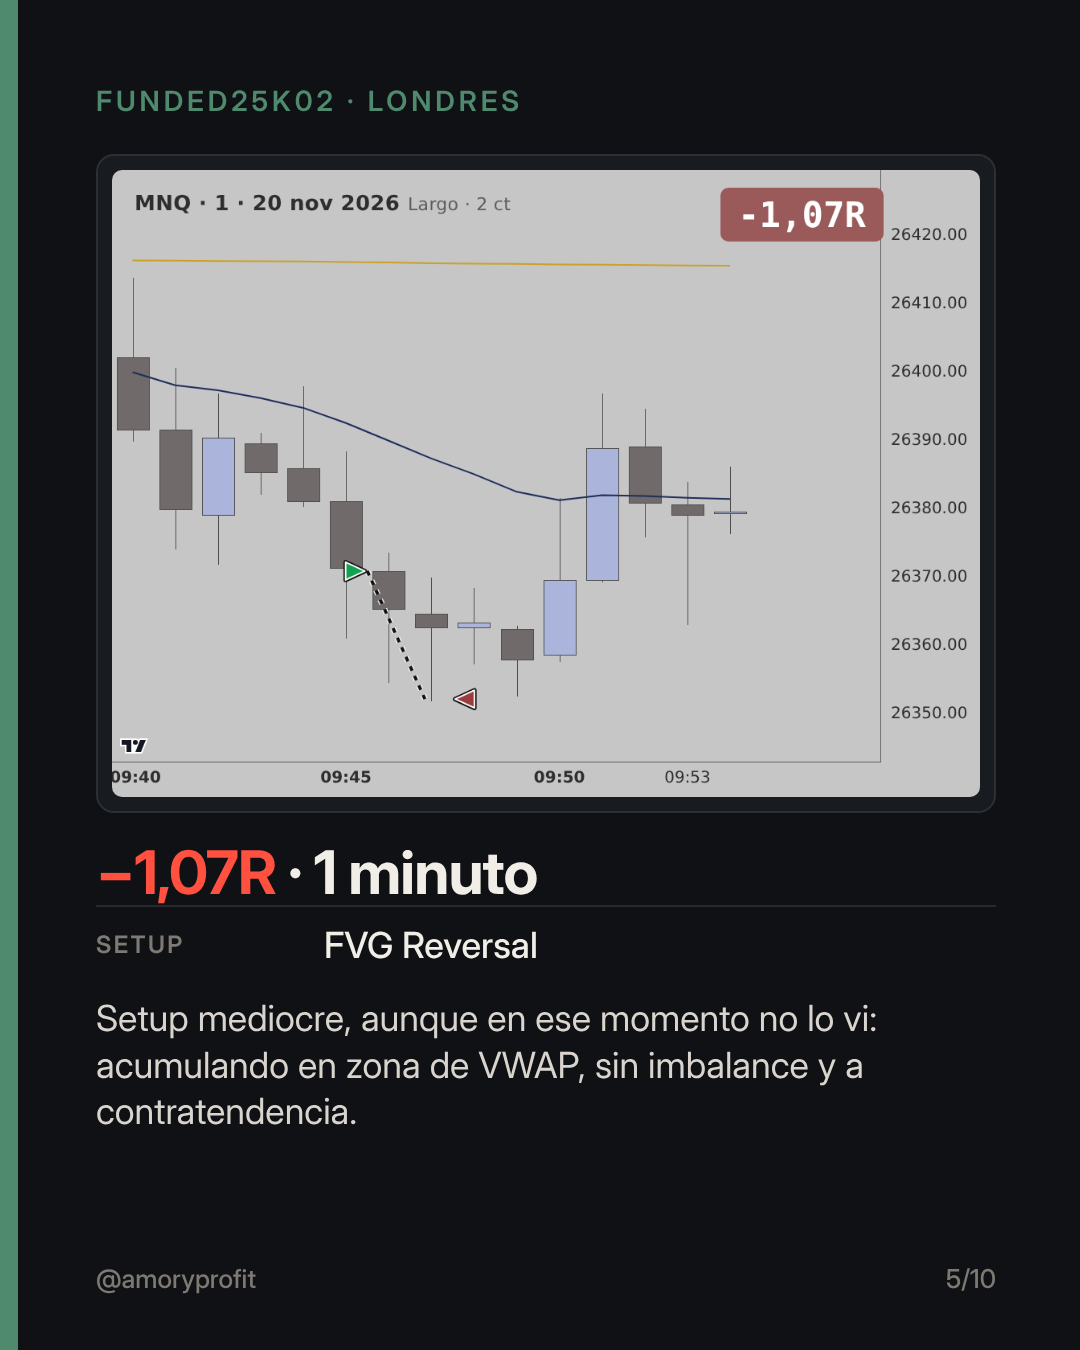 FUNDED25K02 · LONDRES
MNQ · 1 · 20 nov 2026 Largo · 2 ct
-1,07R
26420.00
26410.00
26400.00
26390.00
26380.00
26370.00
26360.00
26350.00
09:40
09:45
09:50
09:53
–1,07R · 1 minuto
SETUP FVG Reversal
Setup mediocre, aunque en ese momento no lo vi:
acumulando en zona de VWAP, sin imbalance y a
contratendencia.
@amoryprofit 5/10